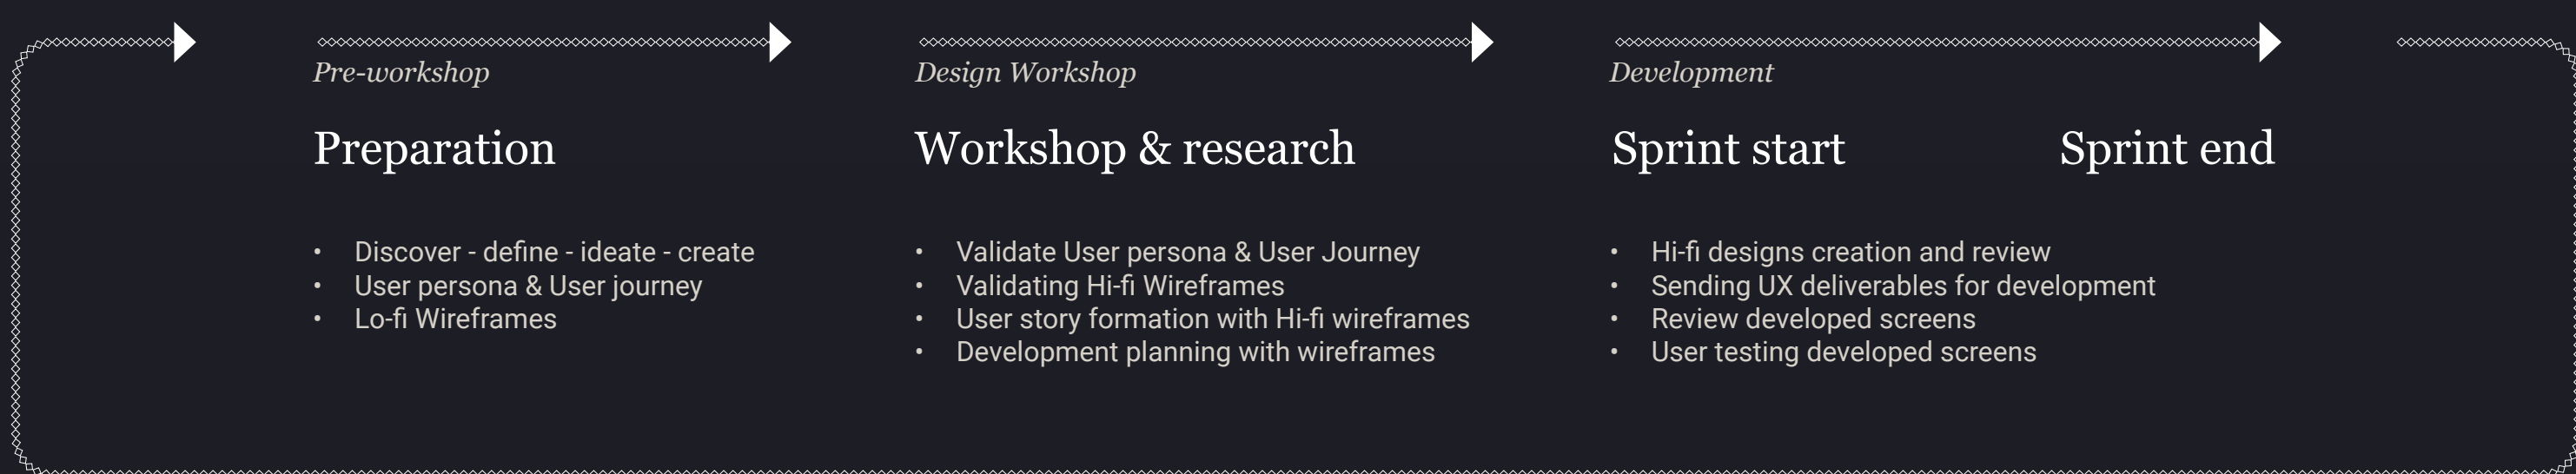 Pre-workshop
Preparation
• Discover - define - ideate - create
• User persona & User journey
• Lo-fi Wireframes
Design Workshop
Workshop & research
• Validate User persona & User Journey
• Validating Hi-fi Wireframes
• User story formation with Hi-fi wireframes
• Development planning with wireframes
Development
Sprint start
Sprint end
• Hi-fi designs creation and review
• Sending UX deliverables for development
• Review developed screens
• User testing developed screens